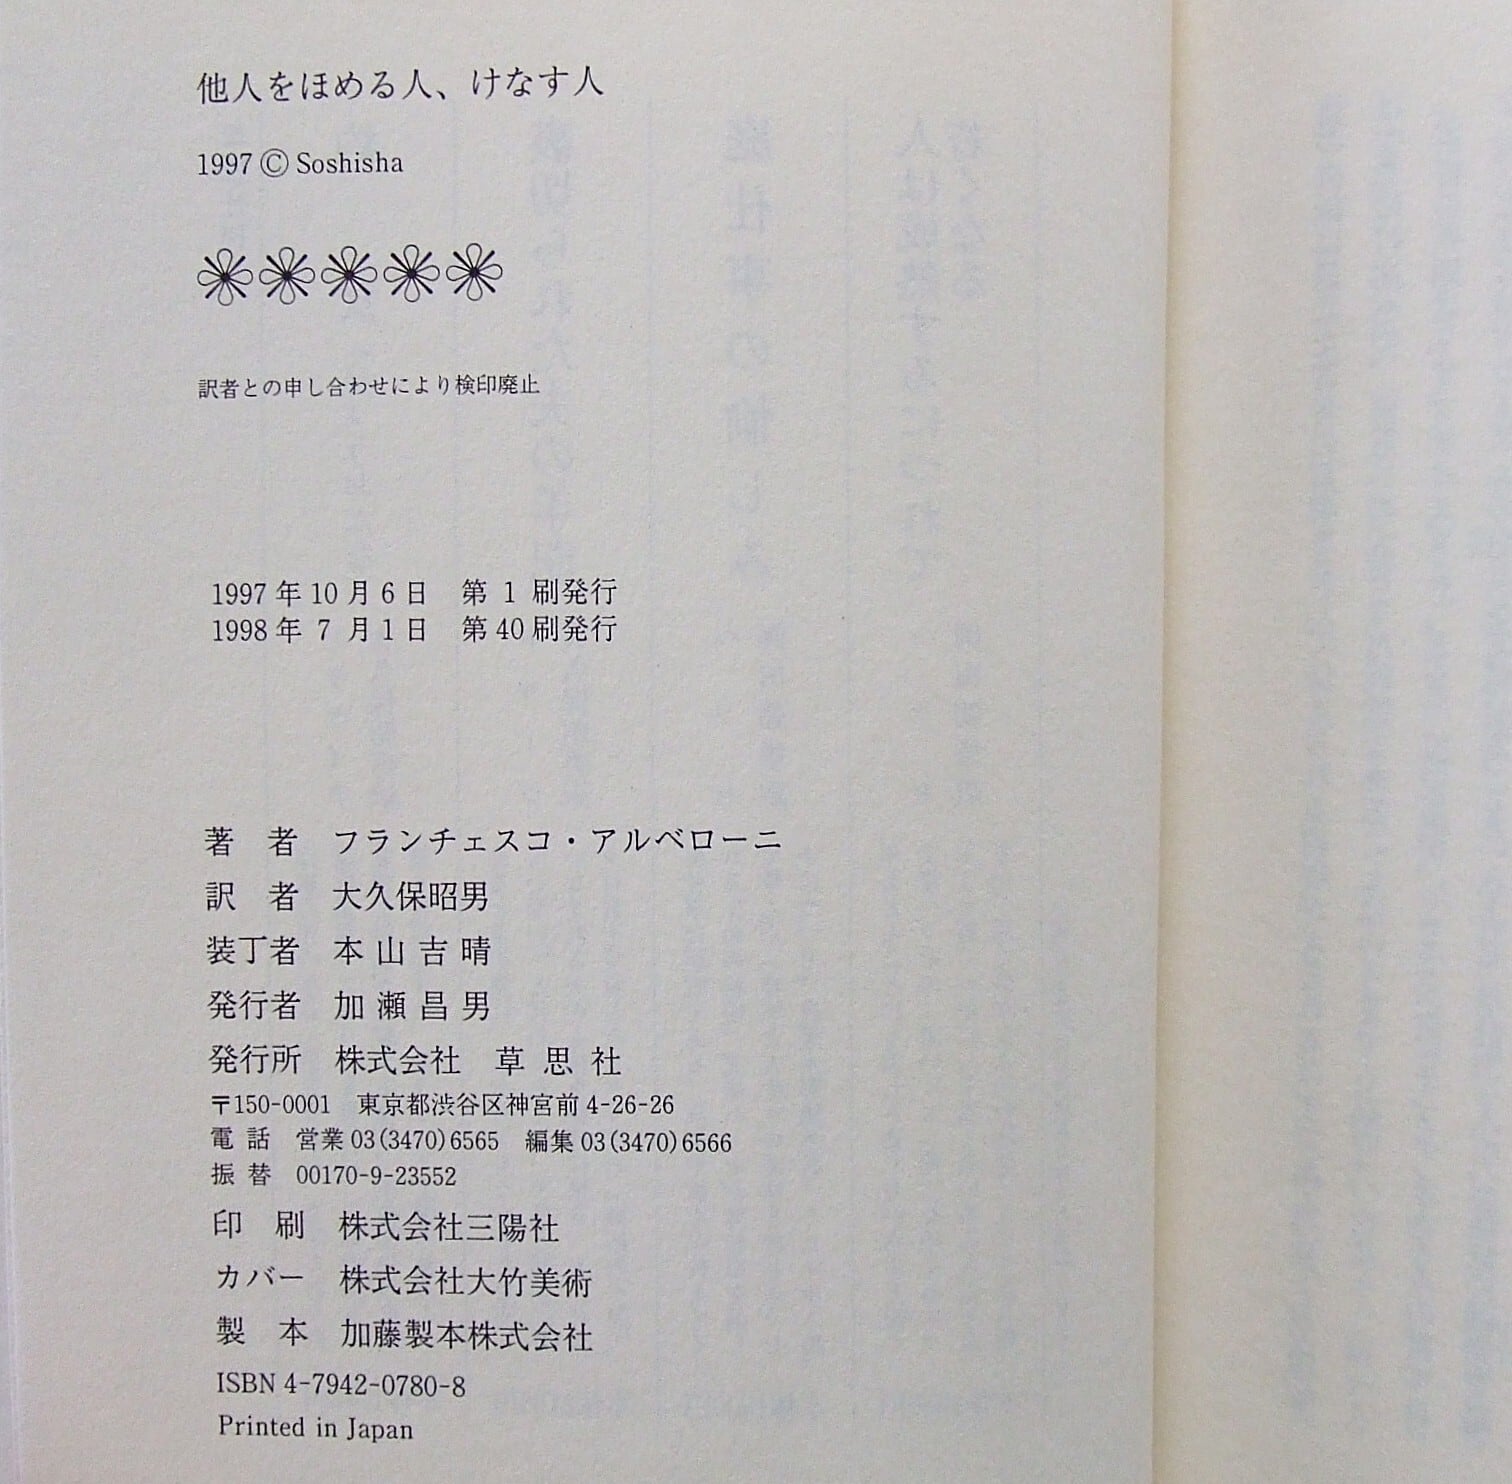 他人をほめる人、けなす人
1997 © Soshisha
訳者との申し合わせにより検印廃止
1997年10月6日　第 1 刷発行
1998年 7 月1日　第40刷発行
著　者　フランチェスコ・アルベローニ
訳　者　大久保昭男
装丁者　本山吉晴
発行者　加瀬昌男
発行所　株式会社　草思社
〒150-0001　東京都渋谷区神宮前4-26-26
電 話　営業03(3470)6565　編集03(3470)6566
振 替　00170-9-23552
印　刷　株式会社三陽社
カバー　株式会社大竹美術
製　本　加藤製本株式会社
ISBN 4-7942-0780-8
Printed in Japan